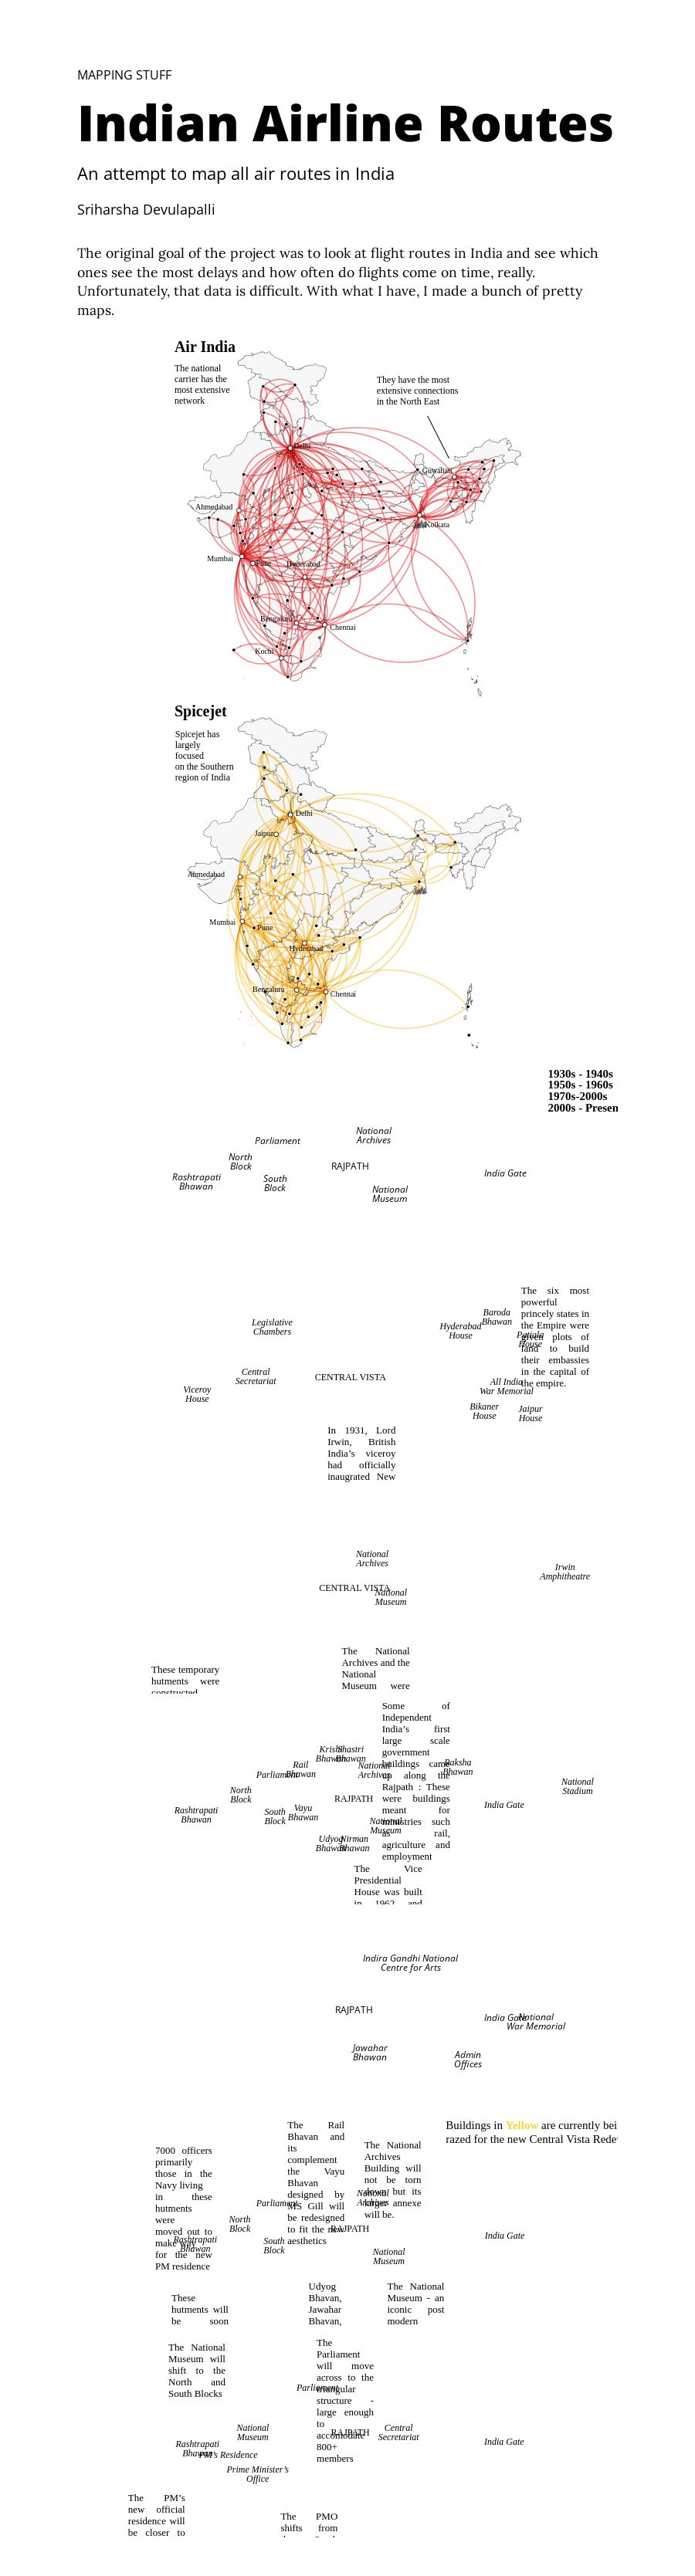 MAPPING STUFF
Indian Airline Routes
An attempt to map all air routes in India
Sriharsha Devulapalli
The original goal of the project was to look at flight routes in India and see which
ones see the most delays and how often do flights come on time, really.
Unfortunately, that data is difficult. With what I have, I made a bunch of pretty
maps.
Air India
The national
carrier has the
most extensive
network
They have the most
extensive connections
in the North East
Delhi
Guwahati
Ahmedabad
Kolkata
Mumbai
Pune
Hyderabad
Bengaluru
Chennai
Kochi
Spicejet
Spicejet has
largely
focused
on the Southern
region of India
Delhi
Jaipur
Ahmedabad
Mumbai
Pune
Hyderabad
Bengaluru
Chennai
1930s - 1940s
1950s - 1960s
1970s-2000s
2000s - Presen
National
Archives
Parliament
North
Block
RAJPATH
Rashtrapati
Bhawan
South
Block
India Gate
National
Museum
The six most
powerful
princely states in
the Empire were
given plots of
land to build
their embassies
in the capital of
the empire.
Baroda
Bhawan
Legislative
Chambers
Hyderabad
House
Patiala
House
Central
Secretariat
CENTRAL VISTA
All India
War Memorial
Viceroy
House
Bikaner
House
Jaipur
House
In 1931, Lord
Irwin, British
India's viceroy
had officially
inaugrated New
National
Archives
Irwin
Amphitheatre
CENTRAL VISTA
National
Museum
The National
Archives and the
National
Museum were
These temporary
hutments were
constructed
Some of
Independent
India's first
large scale
government
buildings came
up along the
Rajpath : These
were buildings
meant for
ministries such
as rail,
agriculture and
employment
Krishi
Bhawan
Shastri
Bhawan
Rail
Bhawan
Parliament
National
Archives
Raksha
Bhawan
National
Stadium
North
Block
RAJPATH
India Gate
Rashtrapati
Bhawan
South
Block
Vayu
Bhawan
National
Museum
Udyog
Bhawan
Nirman
Bhawan
The Vice
Presidential
House was built
in 1962 and
Indira Gandhi National
Centre for Arts
RAJPATH
India Gate
National
War Memorial
Jawahar
Bhawan
Admin
Offices
Buildings in Yellow are currently bei
razed for the new Central Vista Rede
The Rail
Bhavan and
its
complement
the Vayu
Bhavan
designed by
MS Gill will
be redesigned
to fit the new
aesthetics
The National
Archives
Building will
not be torn
down but its
larger annexe
will be.
7000 officers
primarily
those in the
Navy living
in these
hutments
were
moved out to
make way
for the new
PM residence
Parliament
National
Archives
North
Block
RAJPATH
Rashtrapati
Bhawan
South
Block
India Gate
National
Museum
These
hutments will
be soon
Udyog
Bhavan,
Jawahar
Bhavan,
The National
Museum - an
iconic post
modern
The National
Museum will
shift to the
North and
South Blocks
The
Parliament
will move
across to the
triangular
structure -
large enough
to
accomodate
800+
members
Parliament
National
Museum
RAJPATH
Central
Secretariat
India Gate
Rashtrapati
Bhawan
PM's Residence
Prime Minister's
Office
The PM's
new official
residence will
be closer to
The PMO
shifts from